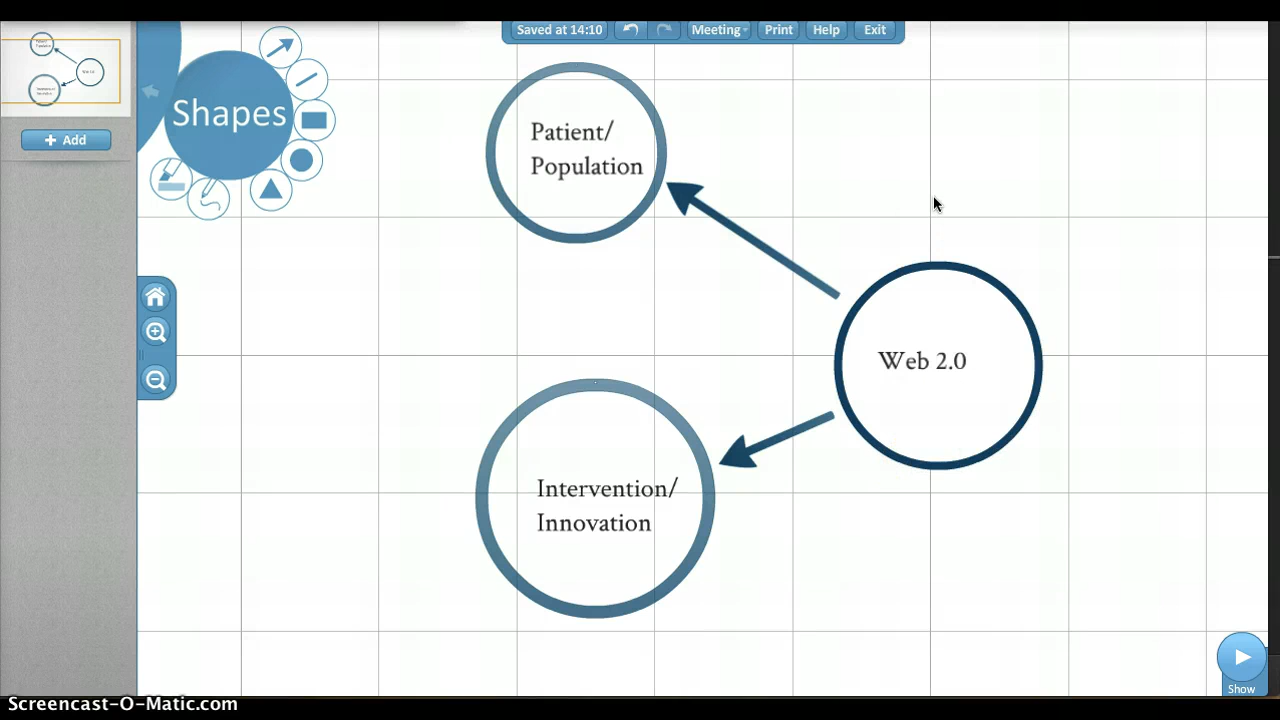 Saved at 14:10
Meeting
Print
Help
Exit
Shapes
+ Add
Patient/
Population
Web 2.0
Intervention/
Innovation
Show
Screencast-O-Matic.com